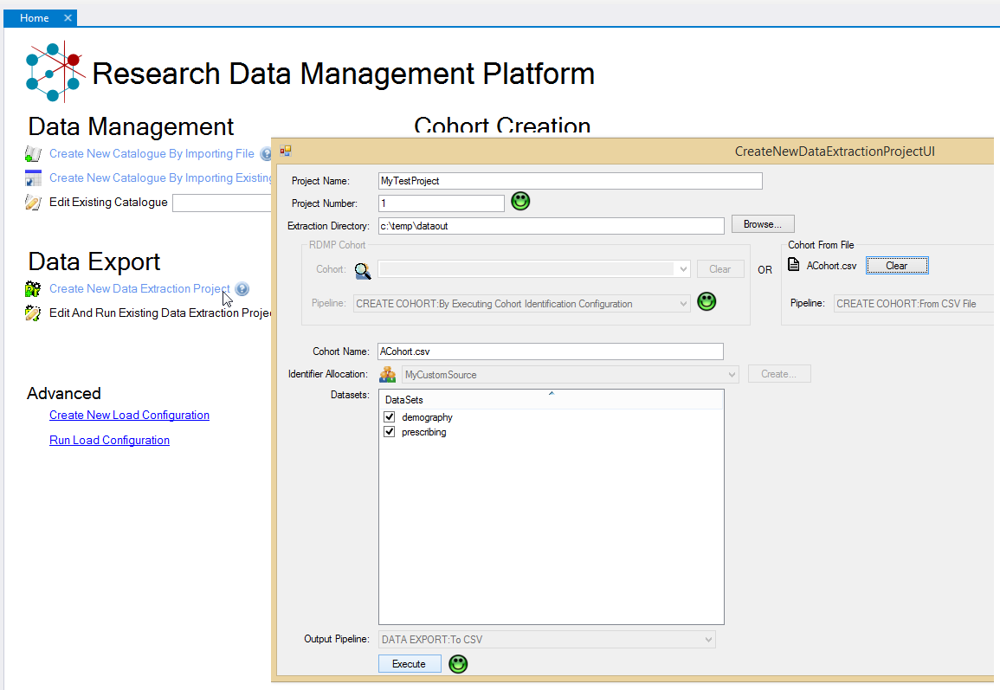 Home
Research Data Management Platform
Data Management
Create New Catalogue By Importing File
Create New Catalogue By Importing Existing
Edit Existing Catalogue
Data Export
Create New Data Extraction Project
Edit And Run Existing Data Extraction Proje
Advanced
Create New Load Configuration
Run Load Configuration
Cohort Creation
CreateNewDataExtractionProjectUI
Project Name: MyTestProject
Project Number: 1
Extraction Directory: c:\temp\dataout Browse...
RDMP Cohort
Cohort: Clear
Pipeline: CREATE COHORT:By Executing Cohort Identification Configuration
OR
Cohort From File
ACohort.csv Clear
Pipeline: CREATE COHORT:From CSV File
Cohort Name: ACohort.csv
Identifier Allocation: MyCustomSource Create...
Datasets: DataSets
demography
prescribing
Output Pipeline: DATA EXPORT:To CSV
Execute